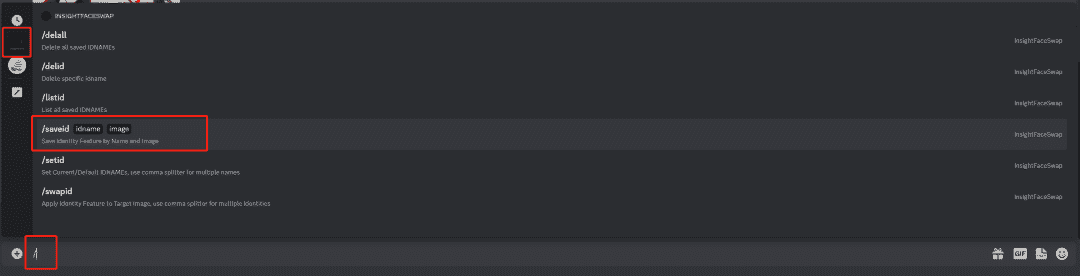 INSIGHTFACESWAP
/delall
Delete all saved IDNAMEs
InsightFaceSwap
/delid
Delete specific idname
InsightFaceSwap
/listid
List all saved IDNAMEs
InsightFaceSwap
/saveid idname image
Save Identity Feature by Name and Image
InsightFaceSwap
/setid
Set Current/Default IDNAMEs, use comma splitter for multiple names
InsightFaceSwap
/swapid
Apply Identity Feature to Target Image, use comma splitter for multiple identities
InsightFaceSwap
/
GIF